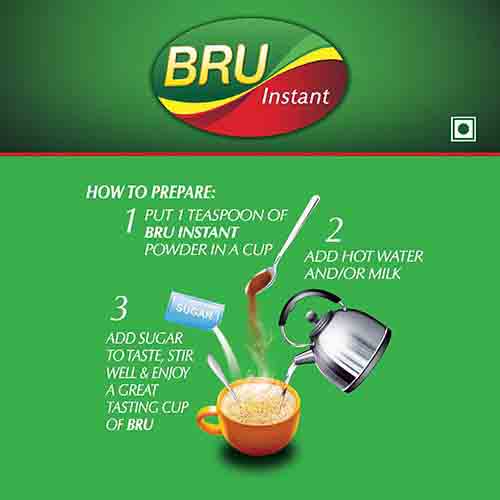 BRU
Instant
HOW TO PREPARE:
1 PUT 1 TEASPOON OF
BRU INSTANT
POWDER IN A CUP
2
ADD HOT WATER
AND/OR MILK
SUGAR
3
ADD SUGAR
TO TASTE, STIR
WELL & ENJOY
A GREAT
TASTING CUP
OF BRU